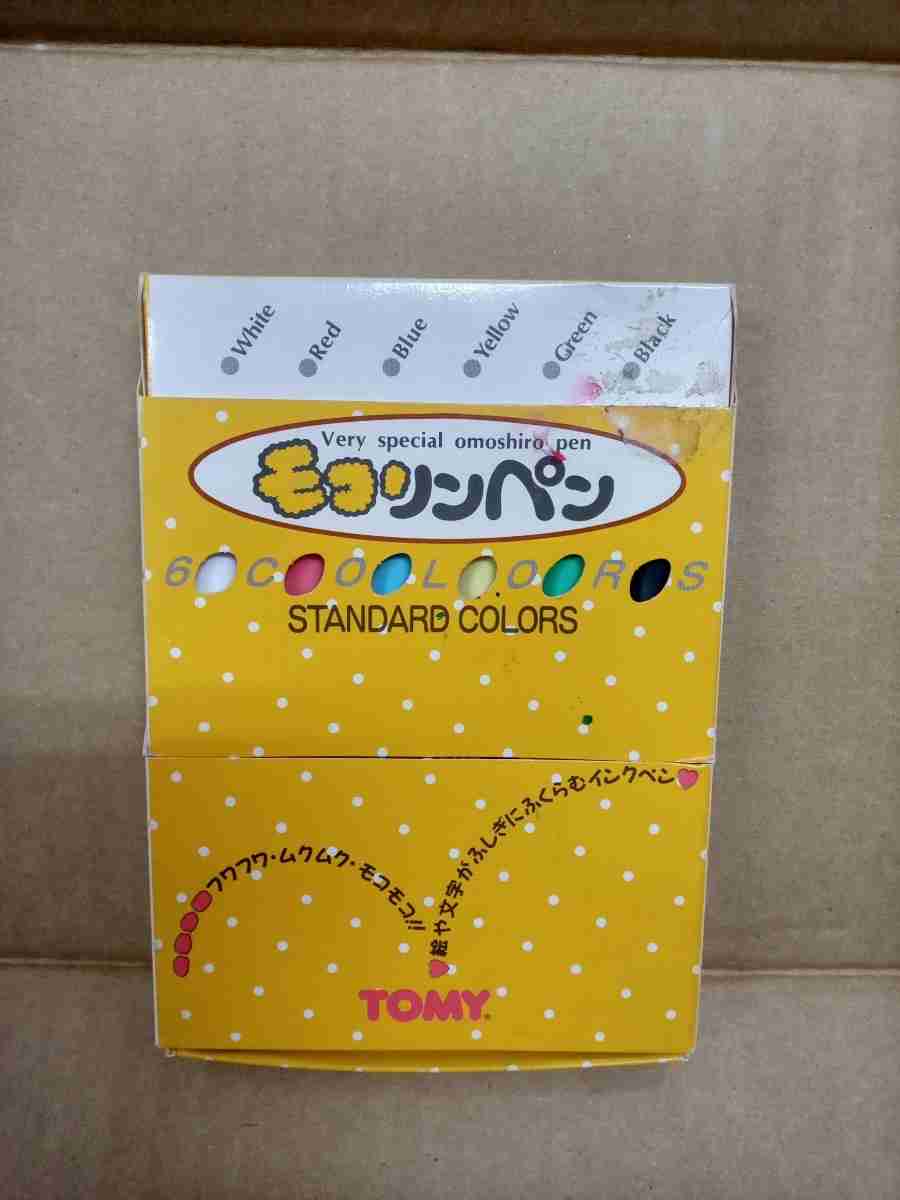 White Red Blue Yellow Green Black
Very special omoshiro pen
モコリンペン
6 COLORS
STANDARD COLORS
フワフワ・ムクムク・モコモコ!!
絵や文字がふしぎにふくらむインクペン
TOMY